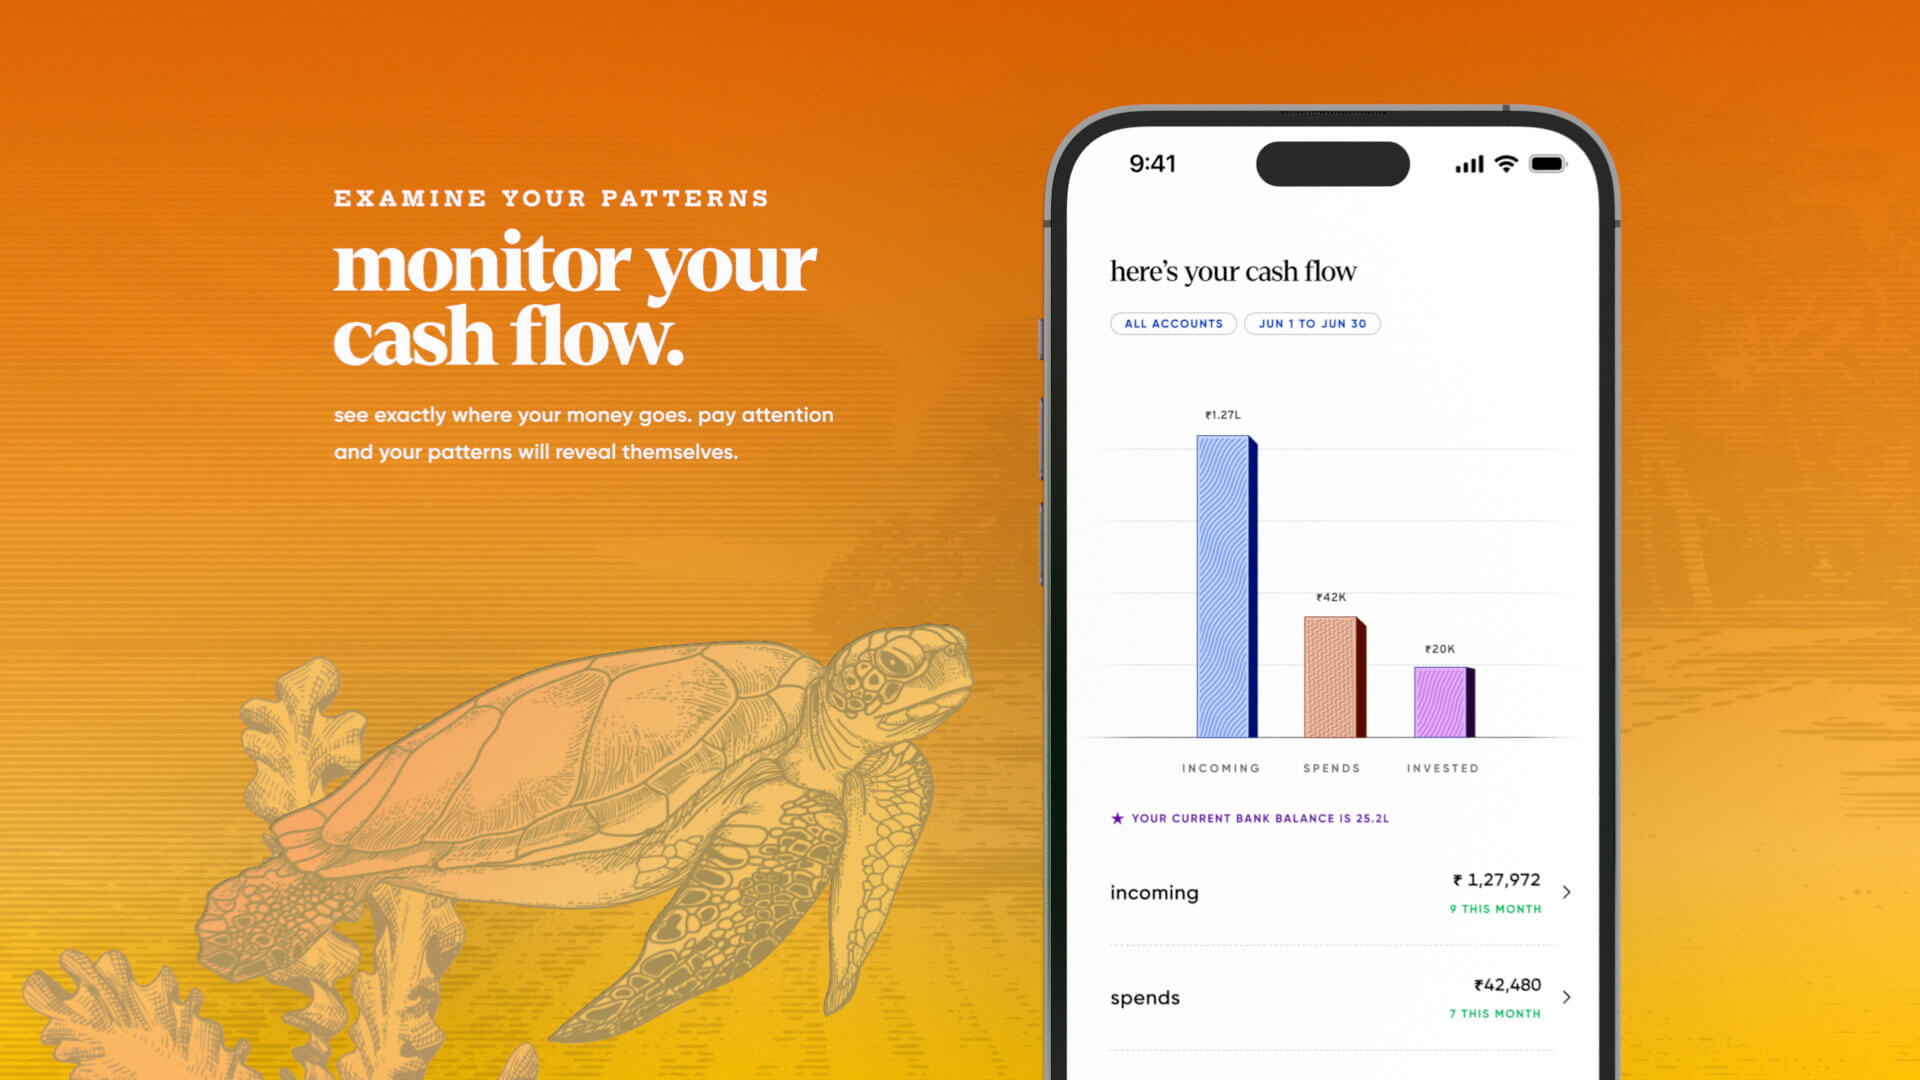 EXAMINE YOUR PATTERNS
monitor your
cash flow.
see exactly where your money goes. pay attention
and your patterns will reveal themselves.
9:41
here's your cash flow
ALL ACCOUNTS JUN 1 TO JUN 30
₹1.27L
₹42K
₹20K
INCOMING SPENDS INVESTED
★ YOUR CURRENT BANK BALANCE IS 25.2L
incoming ₹ 1,27,972
9 THIS MONTH
spends ₹42,480
7 THIS MONTH